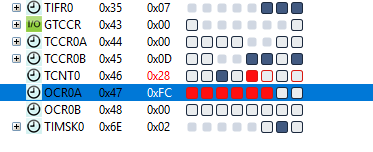 TIFR0 0x35 0x07
I/O GTCCR 0x43 0x00
TCCR0A 0x44 0x00
TCCR0B 0x45 0x0D
TCNT0 0x46 0x28
OCR0A 0x47 0xFC
OCR0B 0x48 0x00
TIMSK0 0x6E 0x02